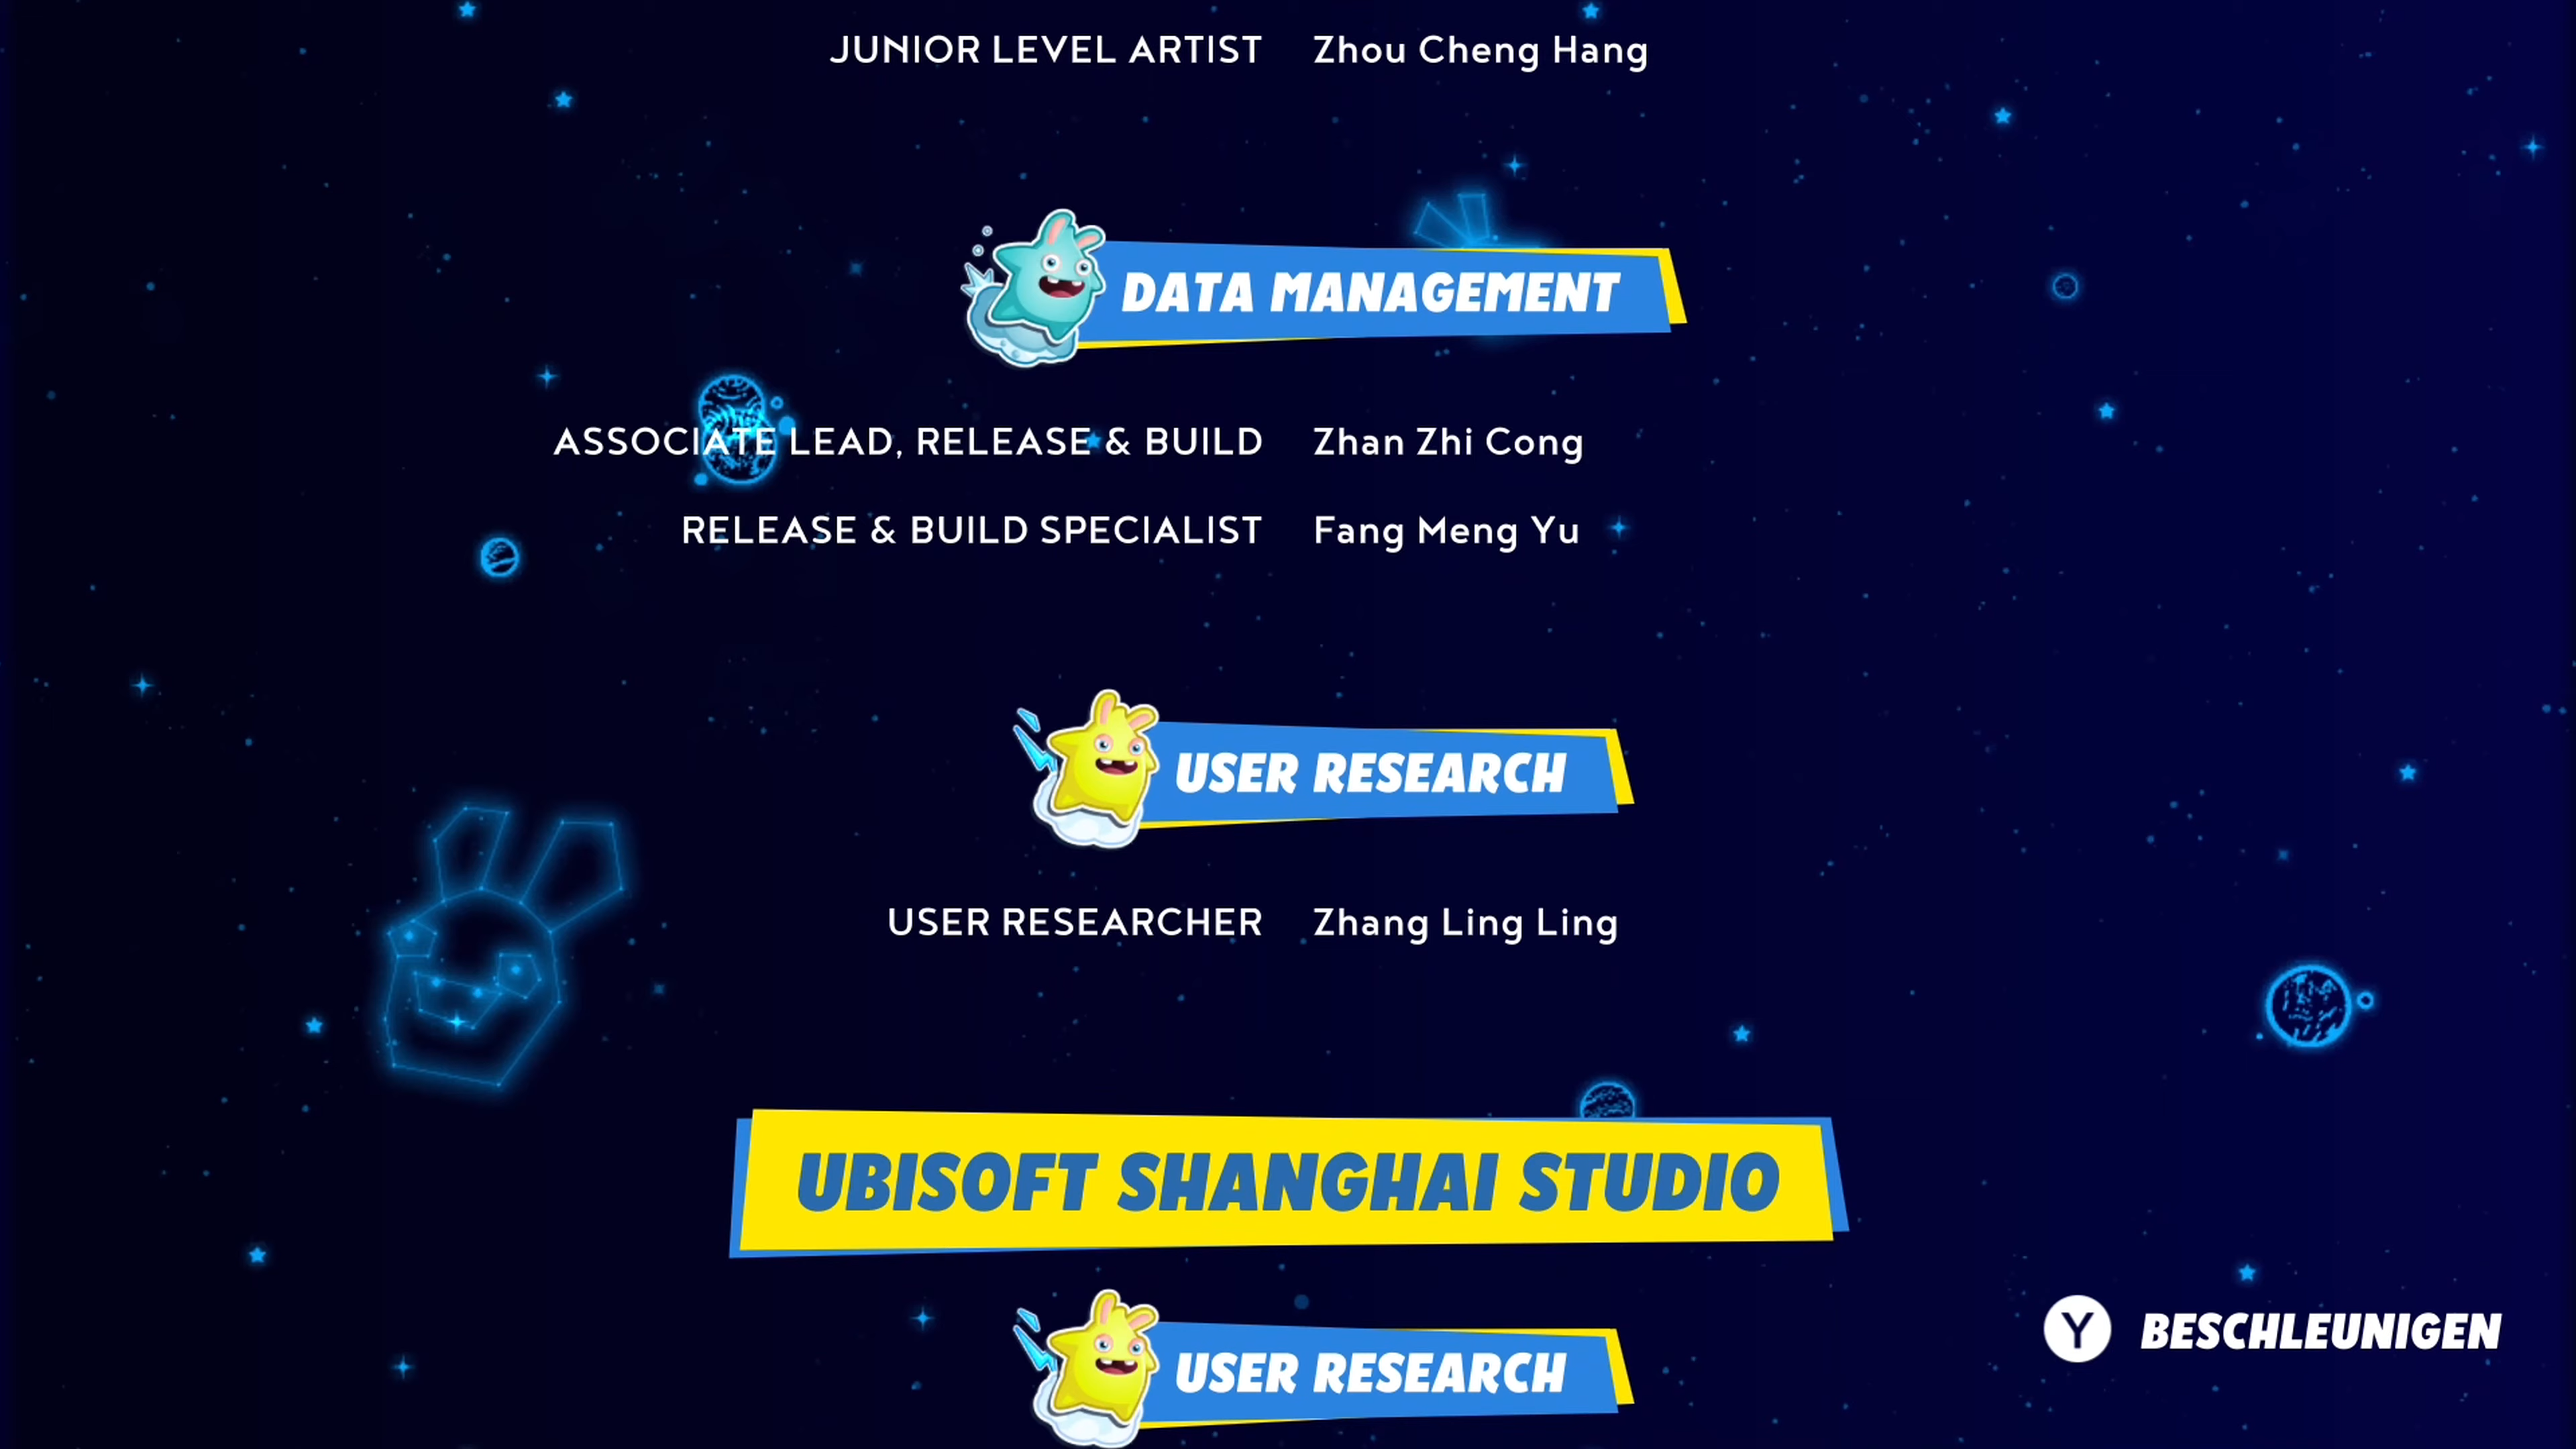 JUNIOR LEVEL ARTIST Zhou Cheng Hang
DATA MANAGEMENT
ASSOCIATE LEAD, RELEASE & BUILD Zhan Zhi Cong
RELEASE & BUILD SPECIALIST Fang Meng Yu
USER RESEARCH
USER RESEARCHER Zhang Ling Ling
UBISOFT SHANGHAI STUDIO
USER RESEARCH
Y BESCHLEUNIGEN